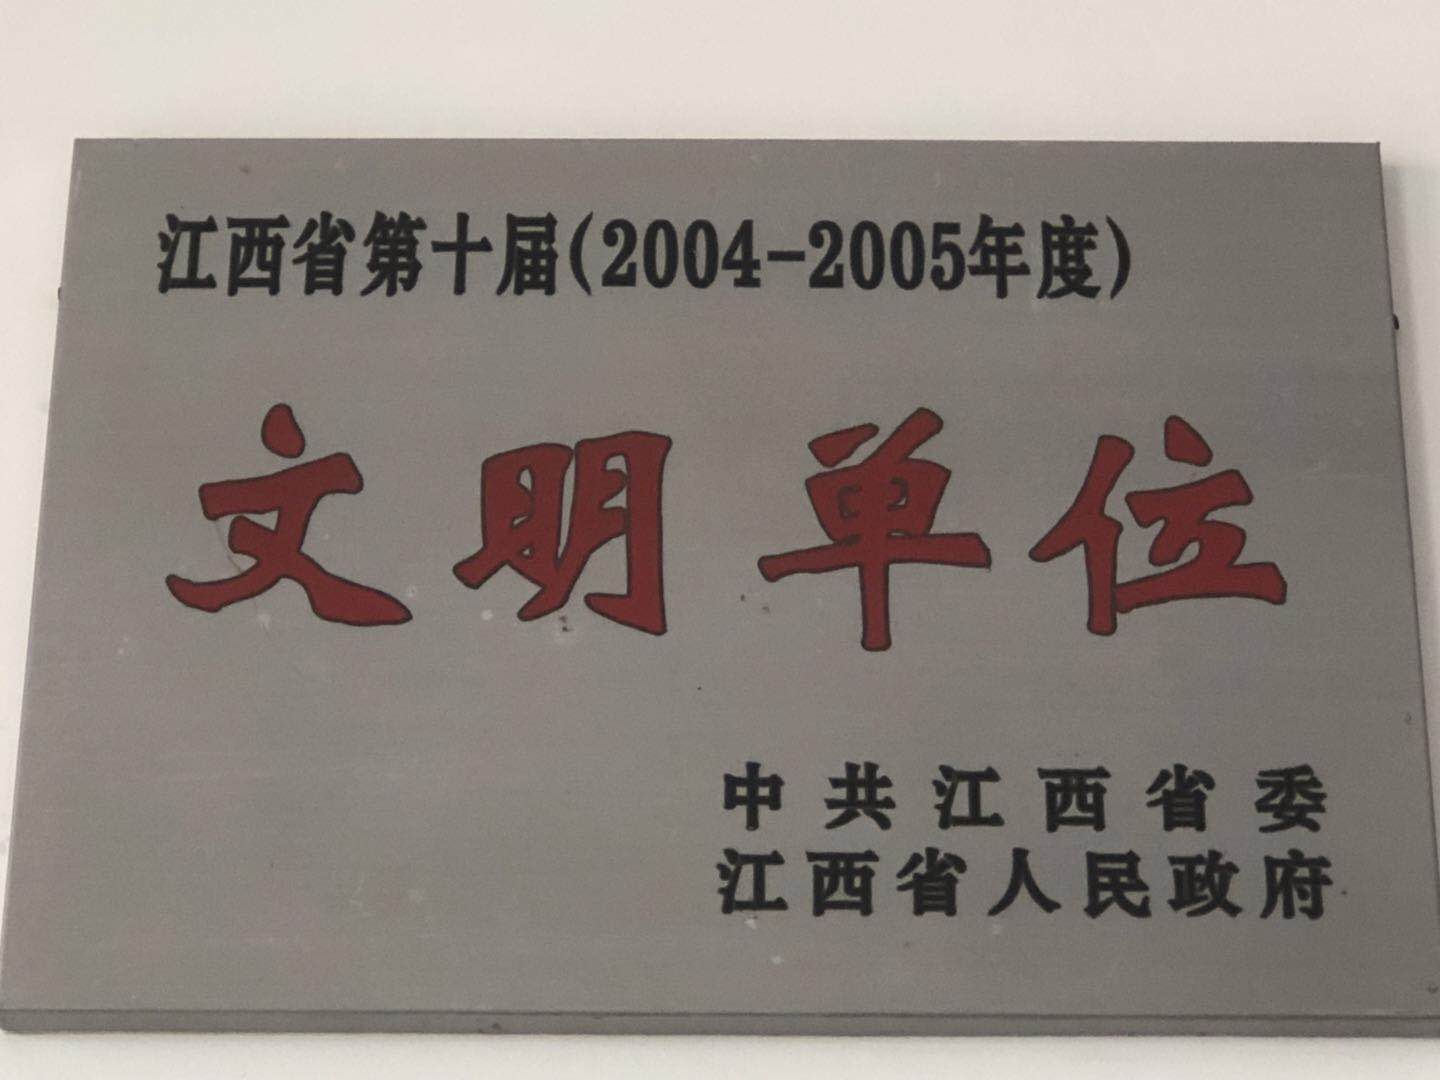 江西省第十届(2004-2005年度)
文明单位
中共江西省委
江西省人民政府